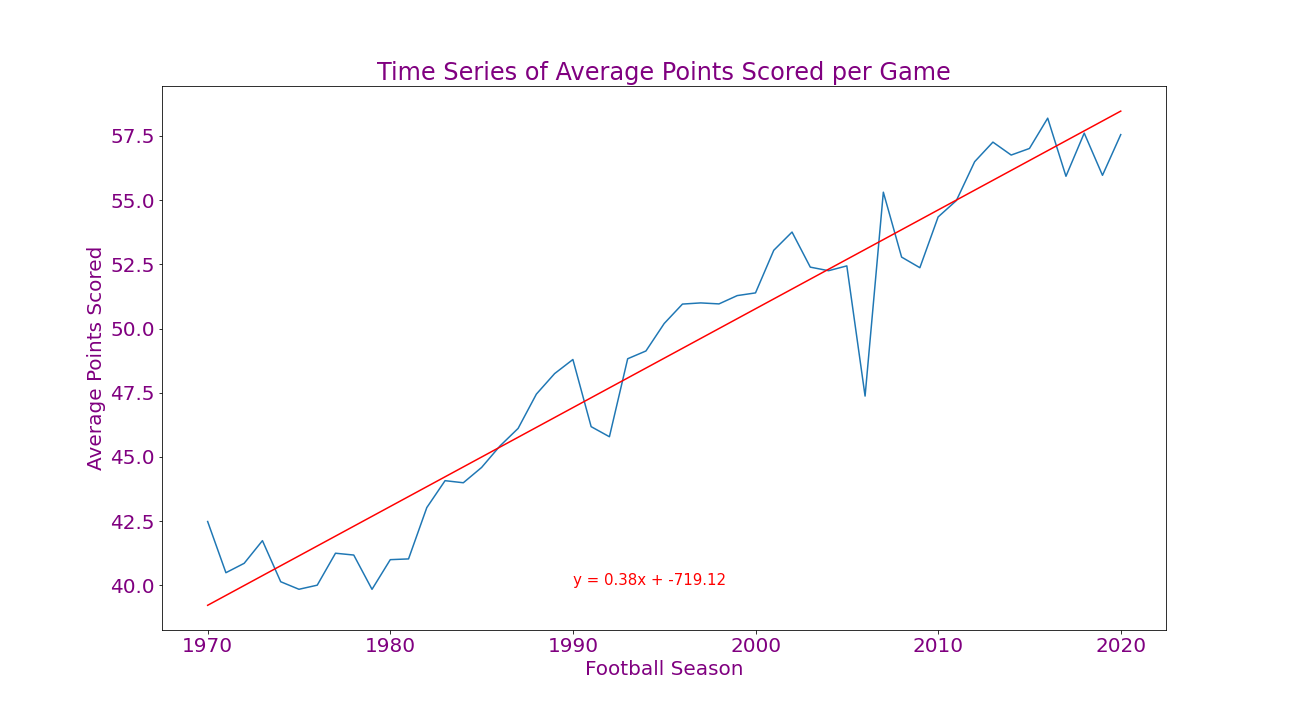 Time Series of Average Points Scored per Game
Average Points Scored
57.5
55.0
52.5
50.0
47.5
45.0
42.5
40.0
y = 0.38x + -719.12
1970 1980 1990 2000 2010 2020
Football Season